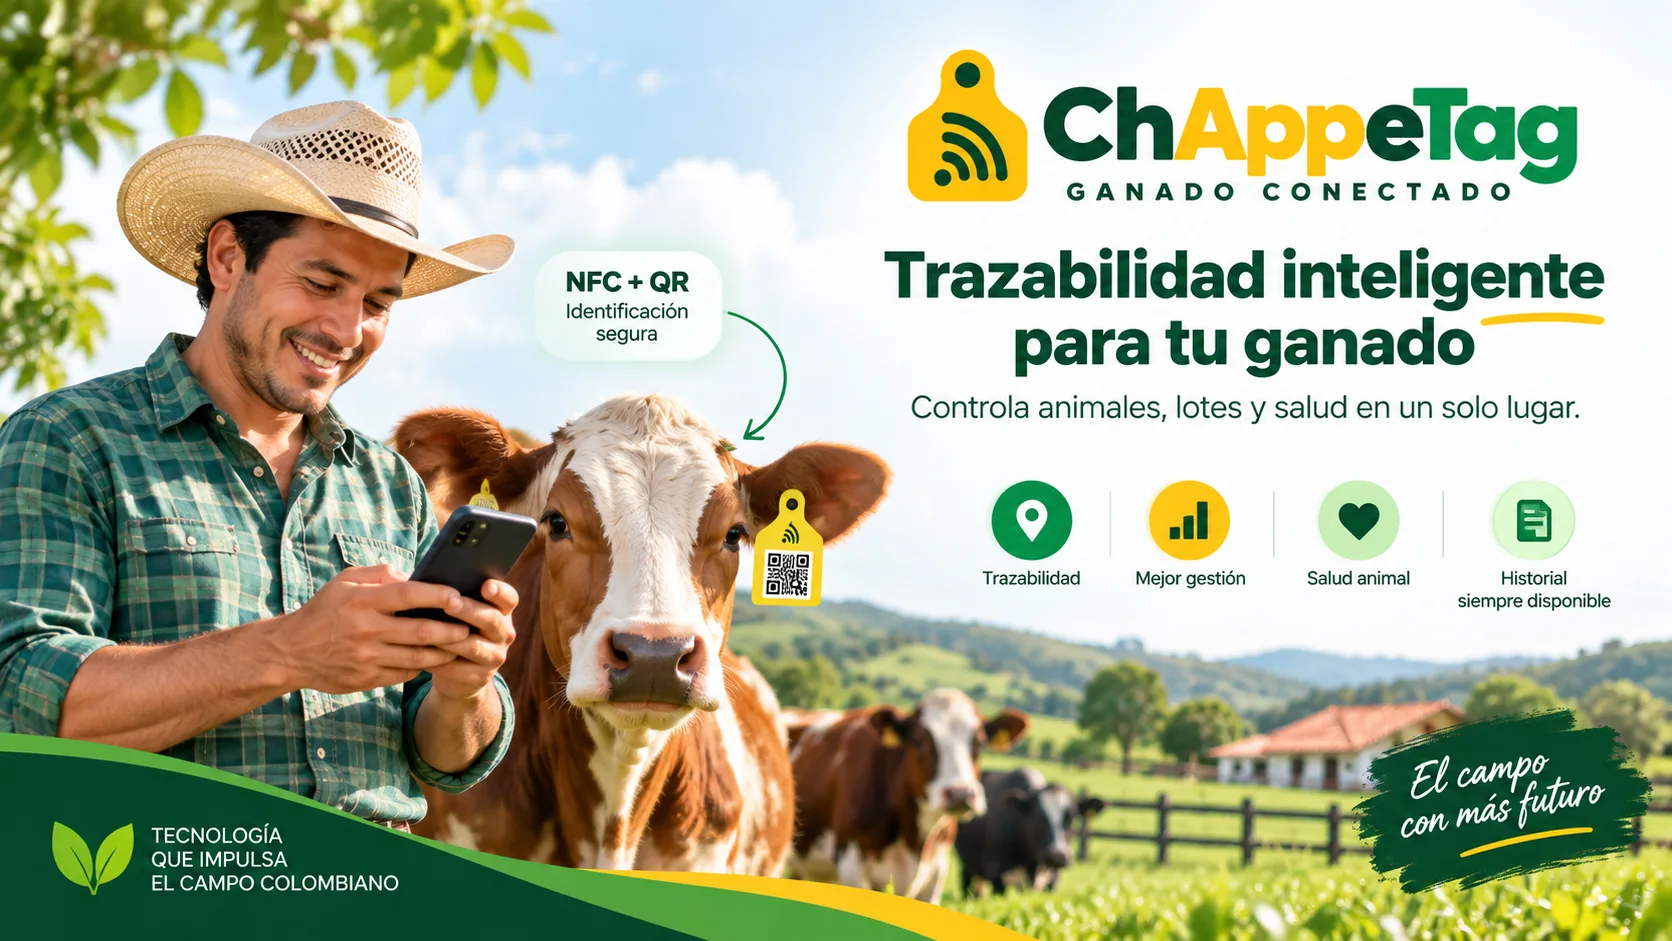 ChAppeTag
GANADO CONECTADO
Trazabilidad inteligente
para tu ganado
Controla animales, lotes y salud en un solo lugar.
NFC + QR
Identificación
segura
Trazabilidad
Mejor gestión
Salud animal
Historial
siempre disponible
El campo
con más futuro
TECNOLOGÍA
QUE IMPULSA
EL CAMPO COLOMBIANO